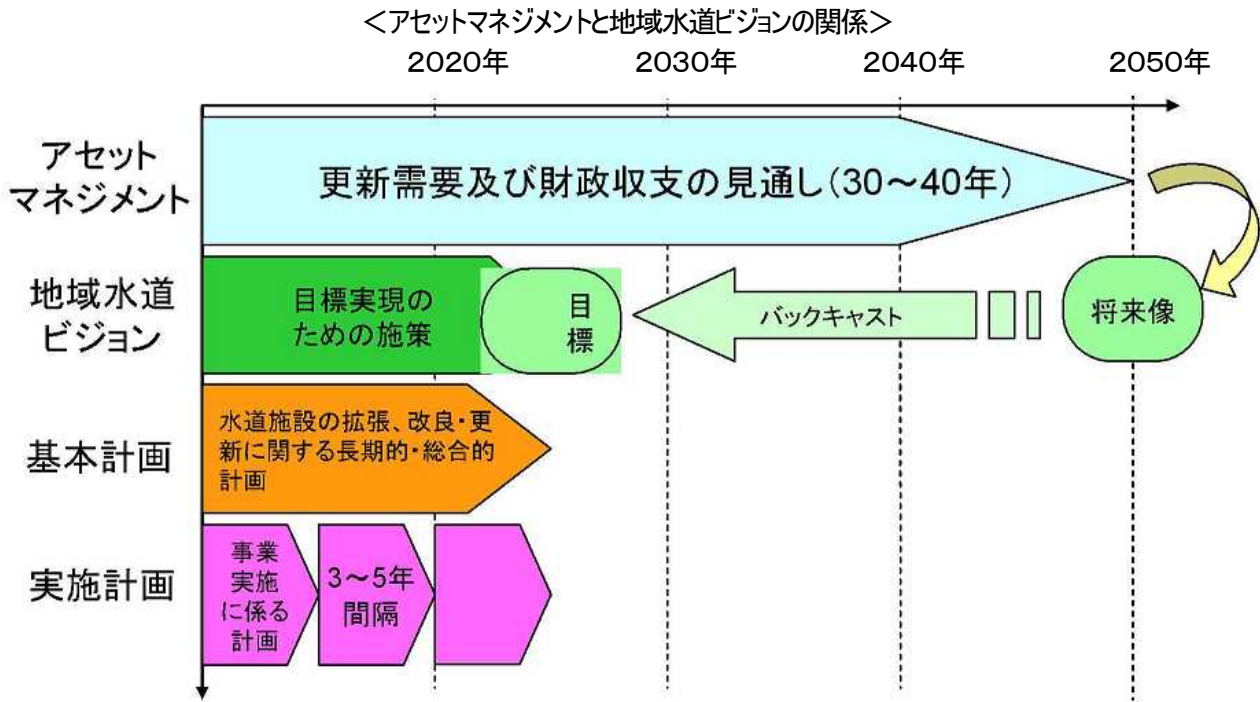 ＜アセットマネジメントと地域水道ビジョンの関係＞
2020年
2030年
2040年
2050年
アセット
マネジメント
更新需要及び財政収支の見通し（30～40年）
地域水道
ビジョン
目標実現の
ための施策
目
標
バックキャスト
将来像
基本計画
水道施設の拡張、改良・更
新に関する長期的・総合的
計画
実施計画
事業
実施
に係る
計画
3～5年
間隔